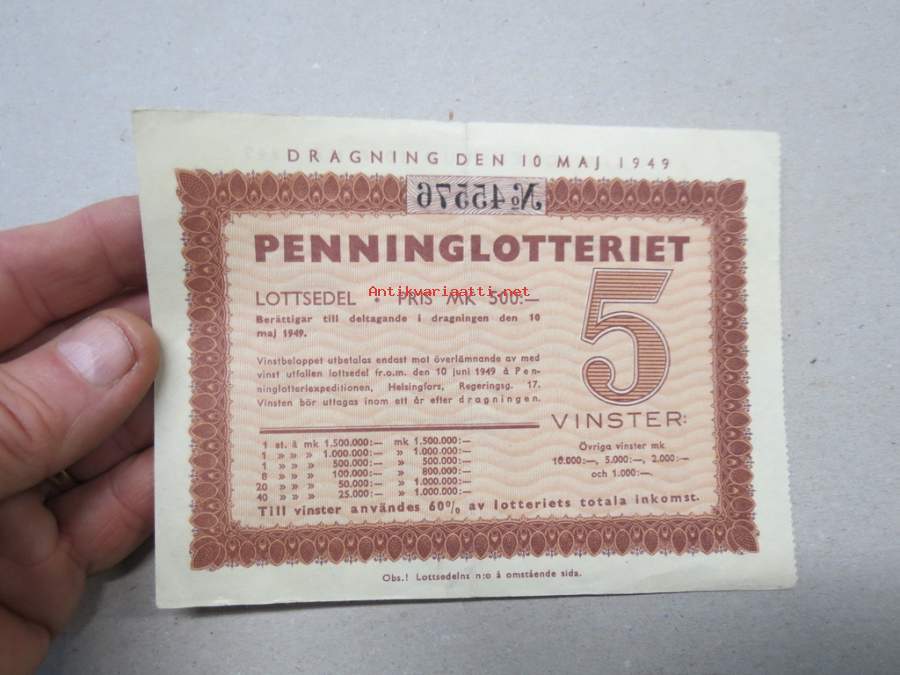 DRAGNING DEN 10 MAJ 1949
№ 45576
PENNINGLOTTERIET
Antikvariaatti.net
LOTTSEDEL • PRIS MK 500:—
5
Berättigar till deltagande i dragningen den 10
maj 1949.
Vinstbeloppet utbetalas endast mot överlämnande av med
vinst utfallen lottsedel fr.o.m. den 10 juni 1949 å Pen-
ninglotteriexpeditionen, Helsingfors, Regeringsg. 17.
Vinsten bör uttagas inom ett år efter dragningen.
VINSTER:
1 st. å mk 1.500.000:— mk 1.500.000:—
1 » » » 1.000.000:— » 1.000.000:—
1 » » » 500.000:— » 500.000:—
8 » » » 100.000:— » 800.000:—
20 » » » 50.000:— » 1.000.000:—
40 » » » 25.000:— » 1.000.000:—
Övriga vinster mk
10.000:—, 5.000:—, 2.000:—
och 1.000:—.
Till vinster användes 60% av lotteriets totala inkomst.
Obs.! Lottsedelns n:o å omstående sida.